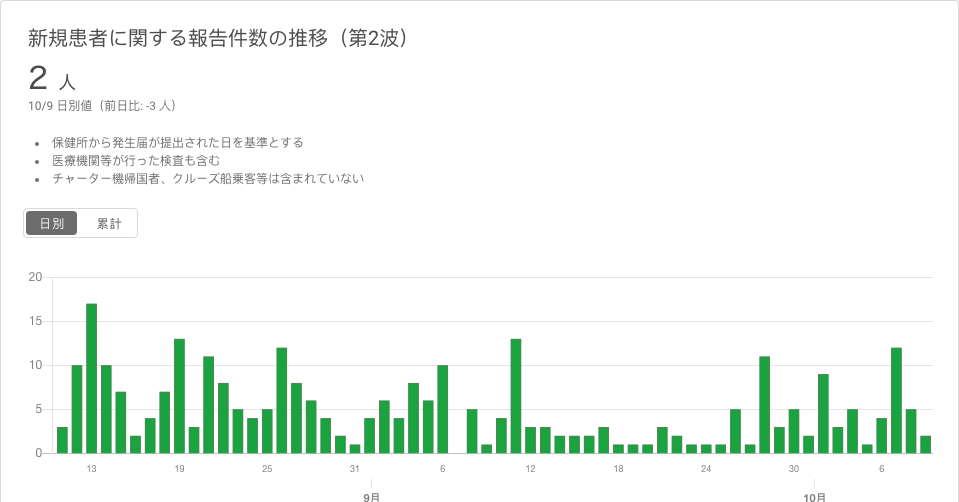 新規患者に関する報告件数の推移（第2波）
2 人
10/9 日別値（前日比: -3 人）
保健所から発生届が提出された日を基準とする
医療機関等が行った検査も含む
チャーター機帰国者、クルーズ船乗客等は含まれていない
日別 累計
20
15
10
5
0
13 19 25 31 6 12 18 24 30 6
9月 10月